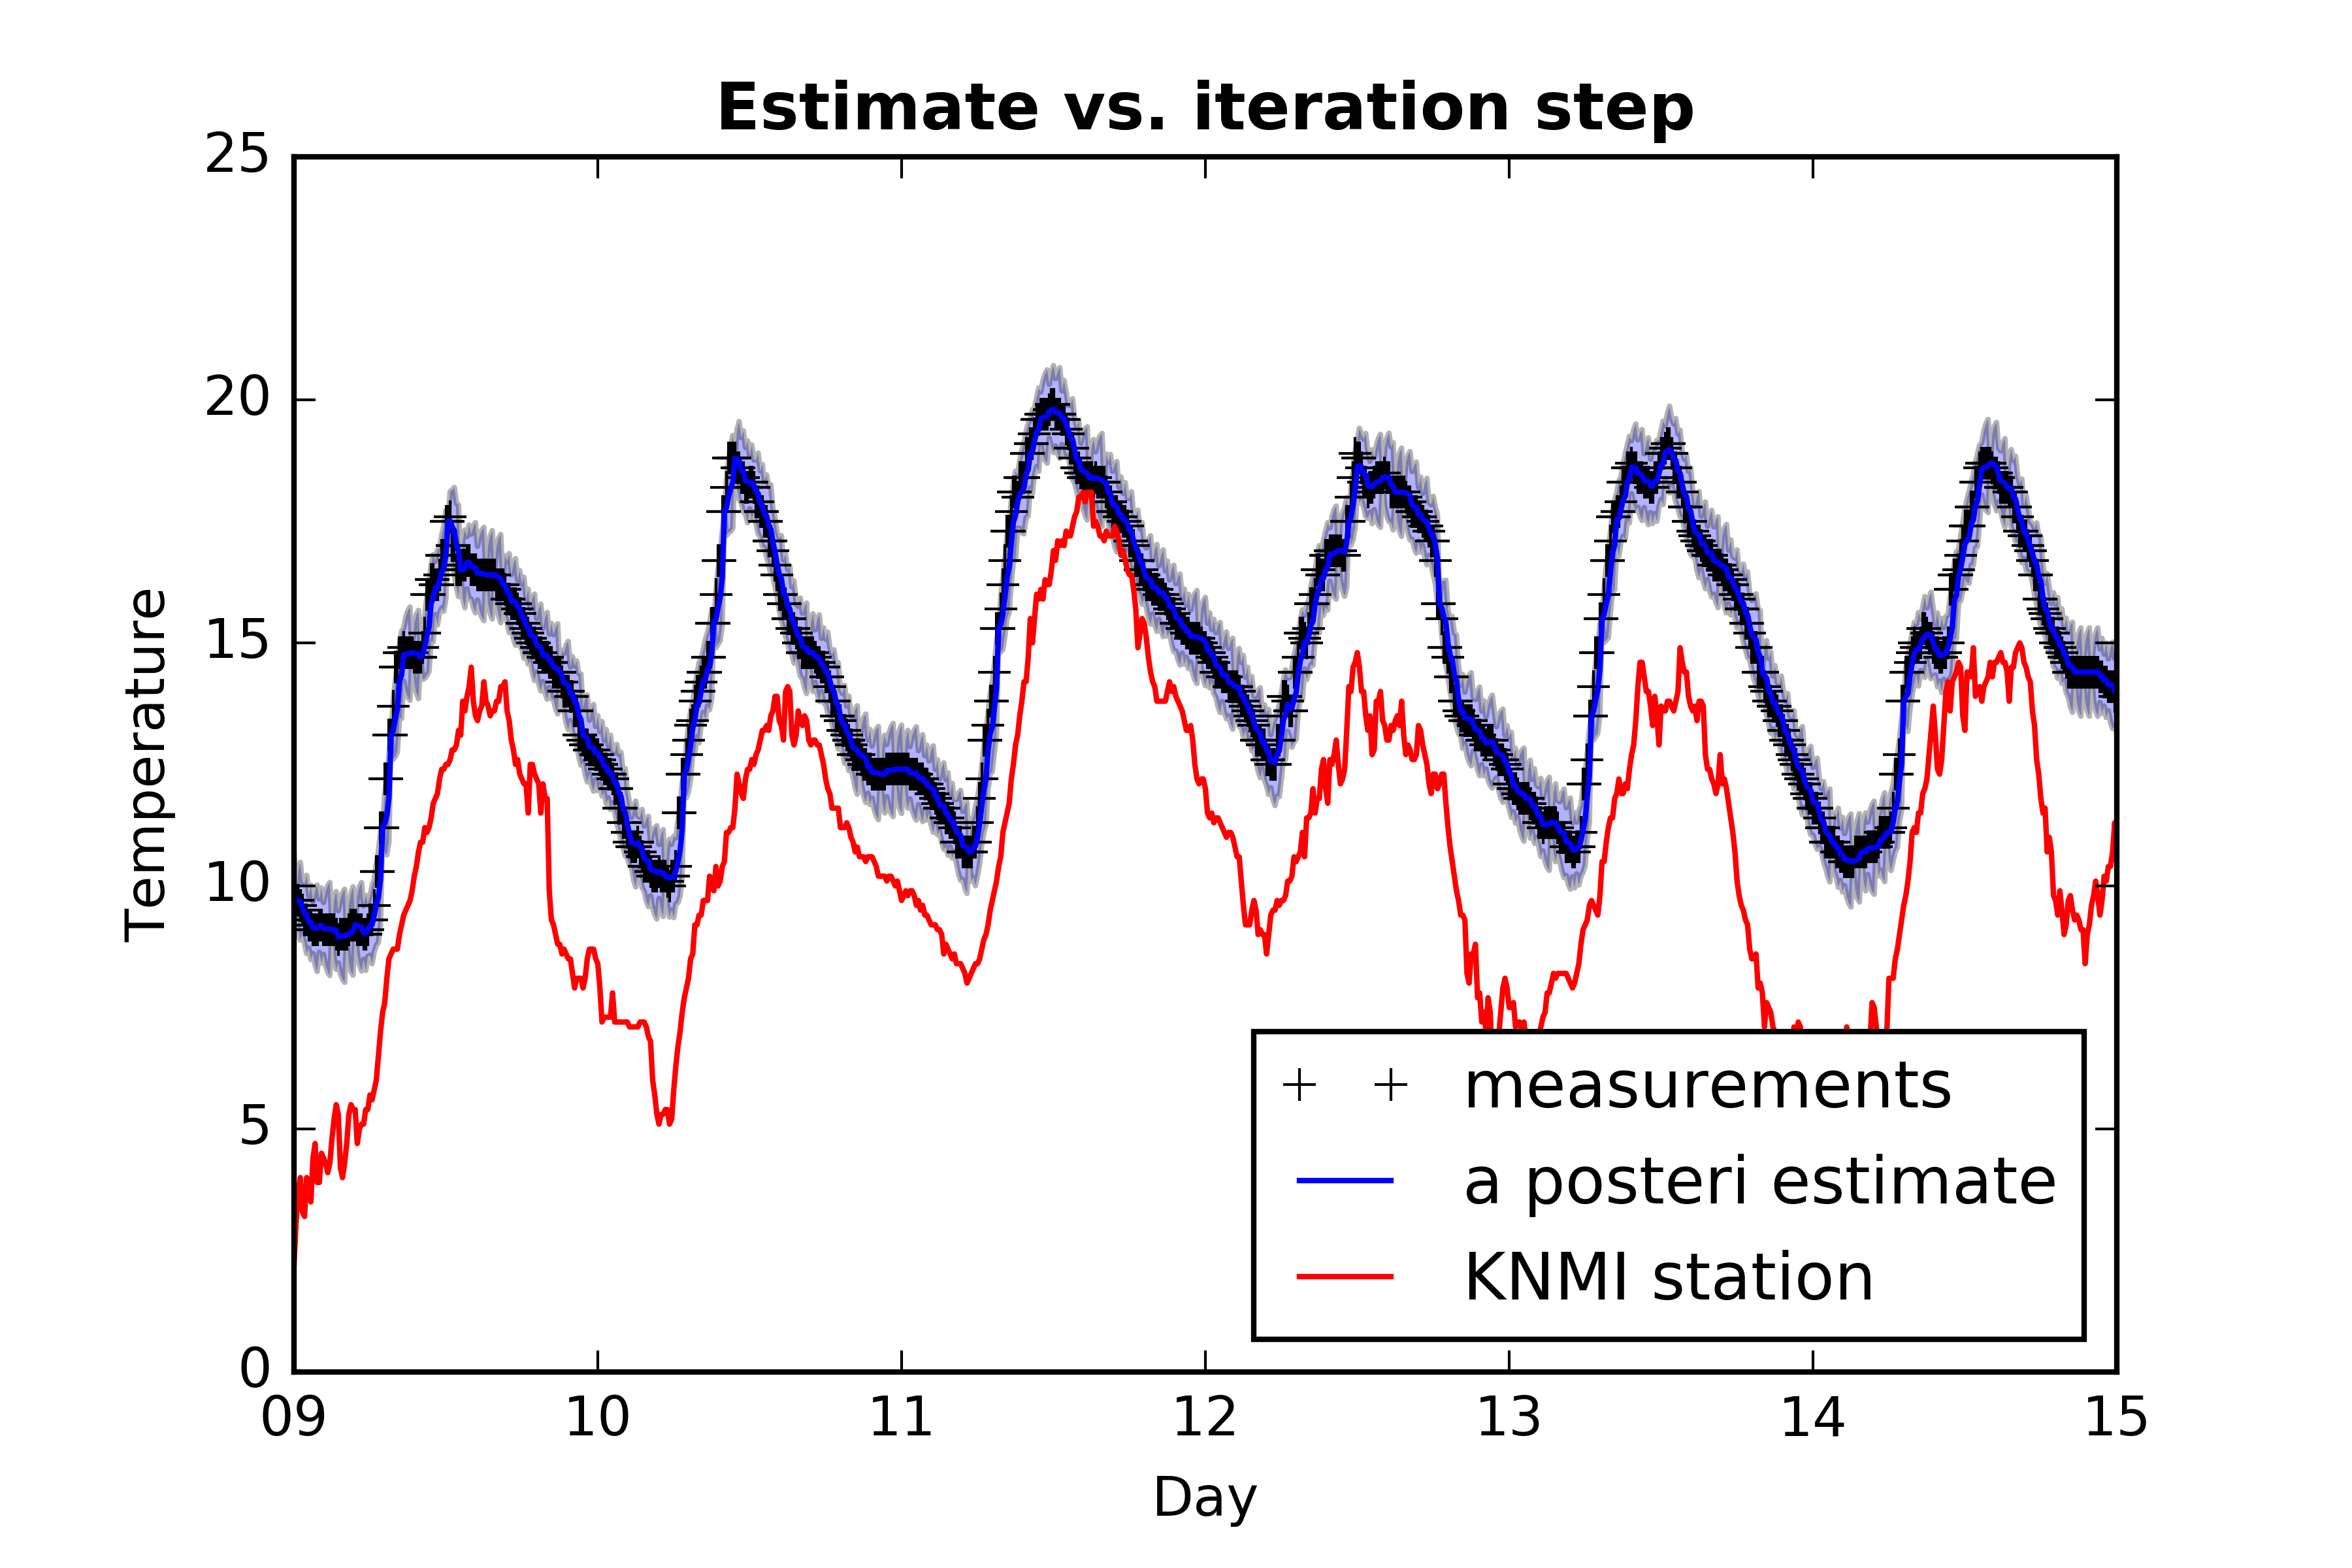 Estimate vs. iteration step
25
20
15
10
5
0
Temperature
09 10 11 12 13 14 15
Day
measurements
a posteri estimate
KNMI station